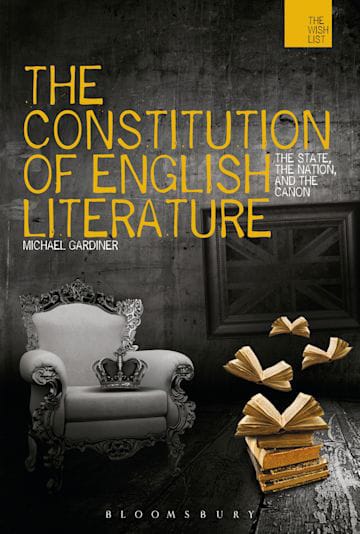 THE
WISH
LIST
THE
CONSTITUTION
OF ENGLISH
LITERATURE
THE STATE,
THE NATION,
AND THE
CANON
MICHAEL GARDINER
BLOOMSBURY